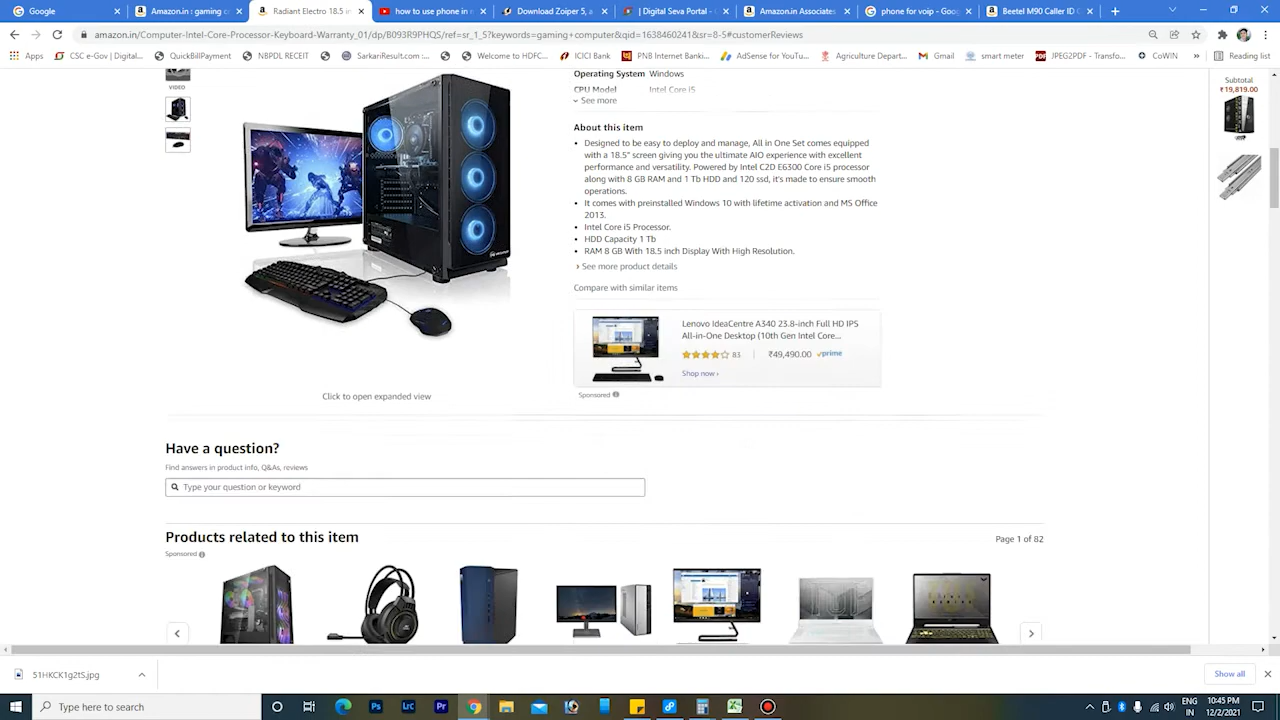 Google
Amazon.in : gaming c
Radiant Electro 18.5 in
how to use phone in e
Download Zoiper 5, a
| Digital Seva Portal -
Amazon Associates -
phone for voip - Goog
Beetel M90 Caller ID C
amazon.in/Computer-Intel-Core-Processor-Keyboard-Warranty_01/dp/B093R9PHQS/ref=sr_1_5?keywords=gaming+computer&qid=1638460241&sr=8-5#customerReviews
Apps
CSC e-Gov | Digital...
QuickBillPayment
NBPDL RECEIT
SarkariResult.com :...
Welcome to HDFC...
ICICI Bank
PNB Internet Banki...
AdSense for YouTu...
Agriculture Depart...
Gmail
smart meter
JPEG2PDF - Transfo...
CoWIN
Reading list
VIDEO
Operating System Windows
CPU Model Intel Core i5
See more
About this item
Designed to be easy to deploy and manage, All in One Set comes equipped
with a 18.5" screen giving you the ultimate AIO experience with excellent
performance and versatility. Powered by Intel C2D E6300 Core i5 processor
along with 8 GB RAM and 1 Tb HDD and 120 ssd, it's made to ensure smooth
operations.
It comes with preinstalled Windows 10 with lifetime activation and MS Office
2013.
Intel Core i5 Processor.
HDD Capacity 1 Tb
RAM 8 GB With 18.5 inch Display With High Resolution.
See more product details
Compare with similar items
Lenovo IdeaCentre A340 23.8-inch Full HD IPS
All-in-One Desktop (10th Gen Intel Core...
83 | ₹49,490.00 prime
Shop now
Sponsored
Subtotal
₹19,819.00
Click to open expanded view
Have a question?
Find answers in product info, Q&As, reviews
Type your question or keyword
Products related to this item
Page 1 of 82
Sponsored
51HKCK1g2tS.jpg
Show all
Type here to search
ENG
IN
10:45 PM
12/2/2021